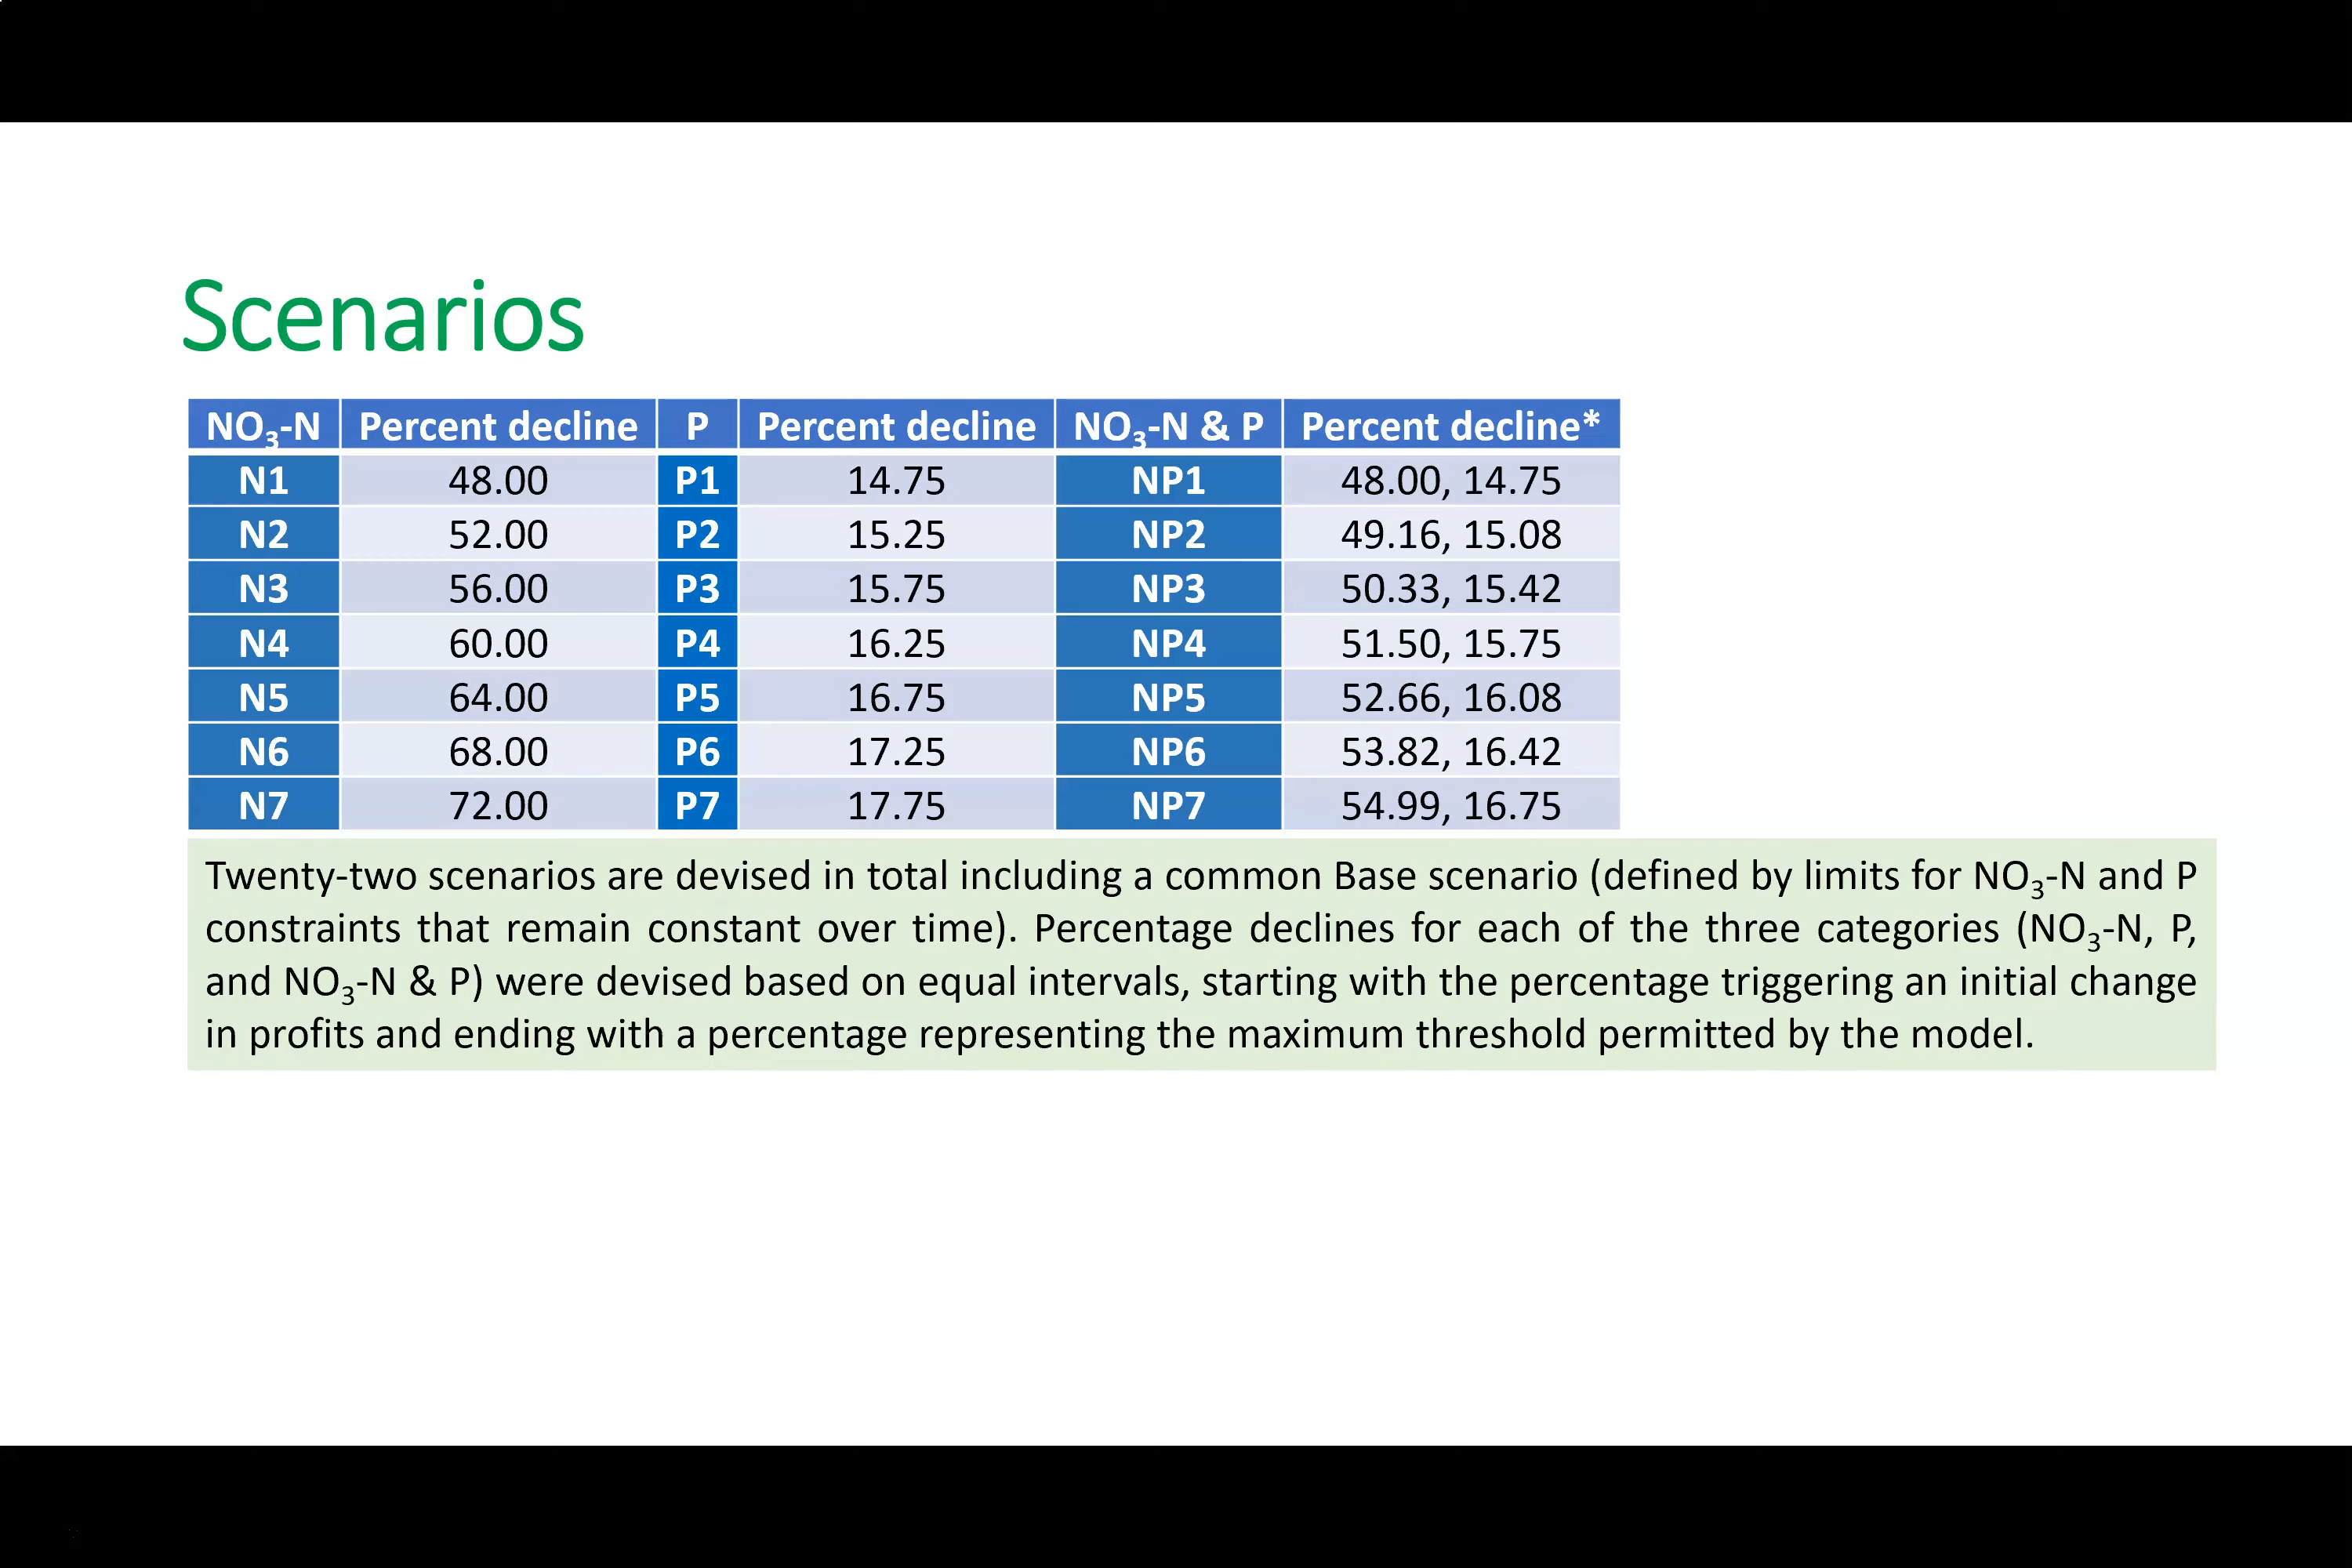 Scenarios
NO₃-N Percent decline P Percent decline NO₃-N & P Percent decline*
N1 48.00 P1 14.75 NP1 48.00, 14.75
N2 52.00 P2 15.25 NP2 49.16, 15.08
N3 56.00 P3 15.75 NP3 50.33, 15.42
N4 60.00 P4 16.25 NP4 51.50, 15.75
N5 64.00 P5 16.75 NP5 52.66, 16.08
N6 68.00 P6 17.25 NP6 53.82, 16.42
N7 72.00 P7 17.75 NP7 54.99, 16.75
Twenty-two scenarios are devised in total including a common Base scenario (defined by limits for NO₃-N and P
constraints that remain constant over time). Percentage declines for each of the three categories (NO₃-N, P,
and NO₃-N & P) were devised based on equal intervals, starting with the percentage triggering an initial change
in profits and ending with a percentage representing the maximum threshold permitted by the model.